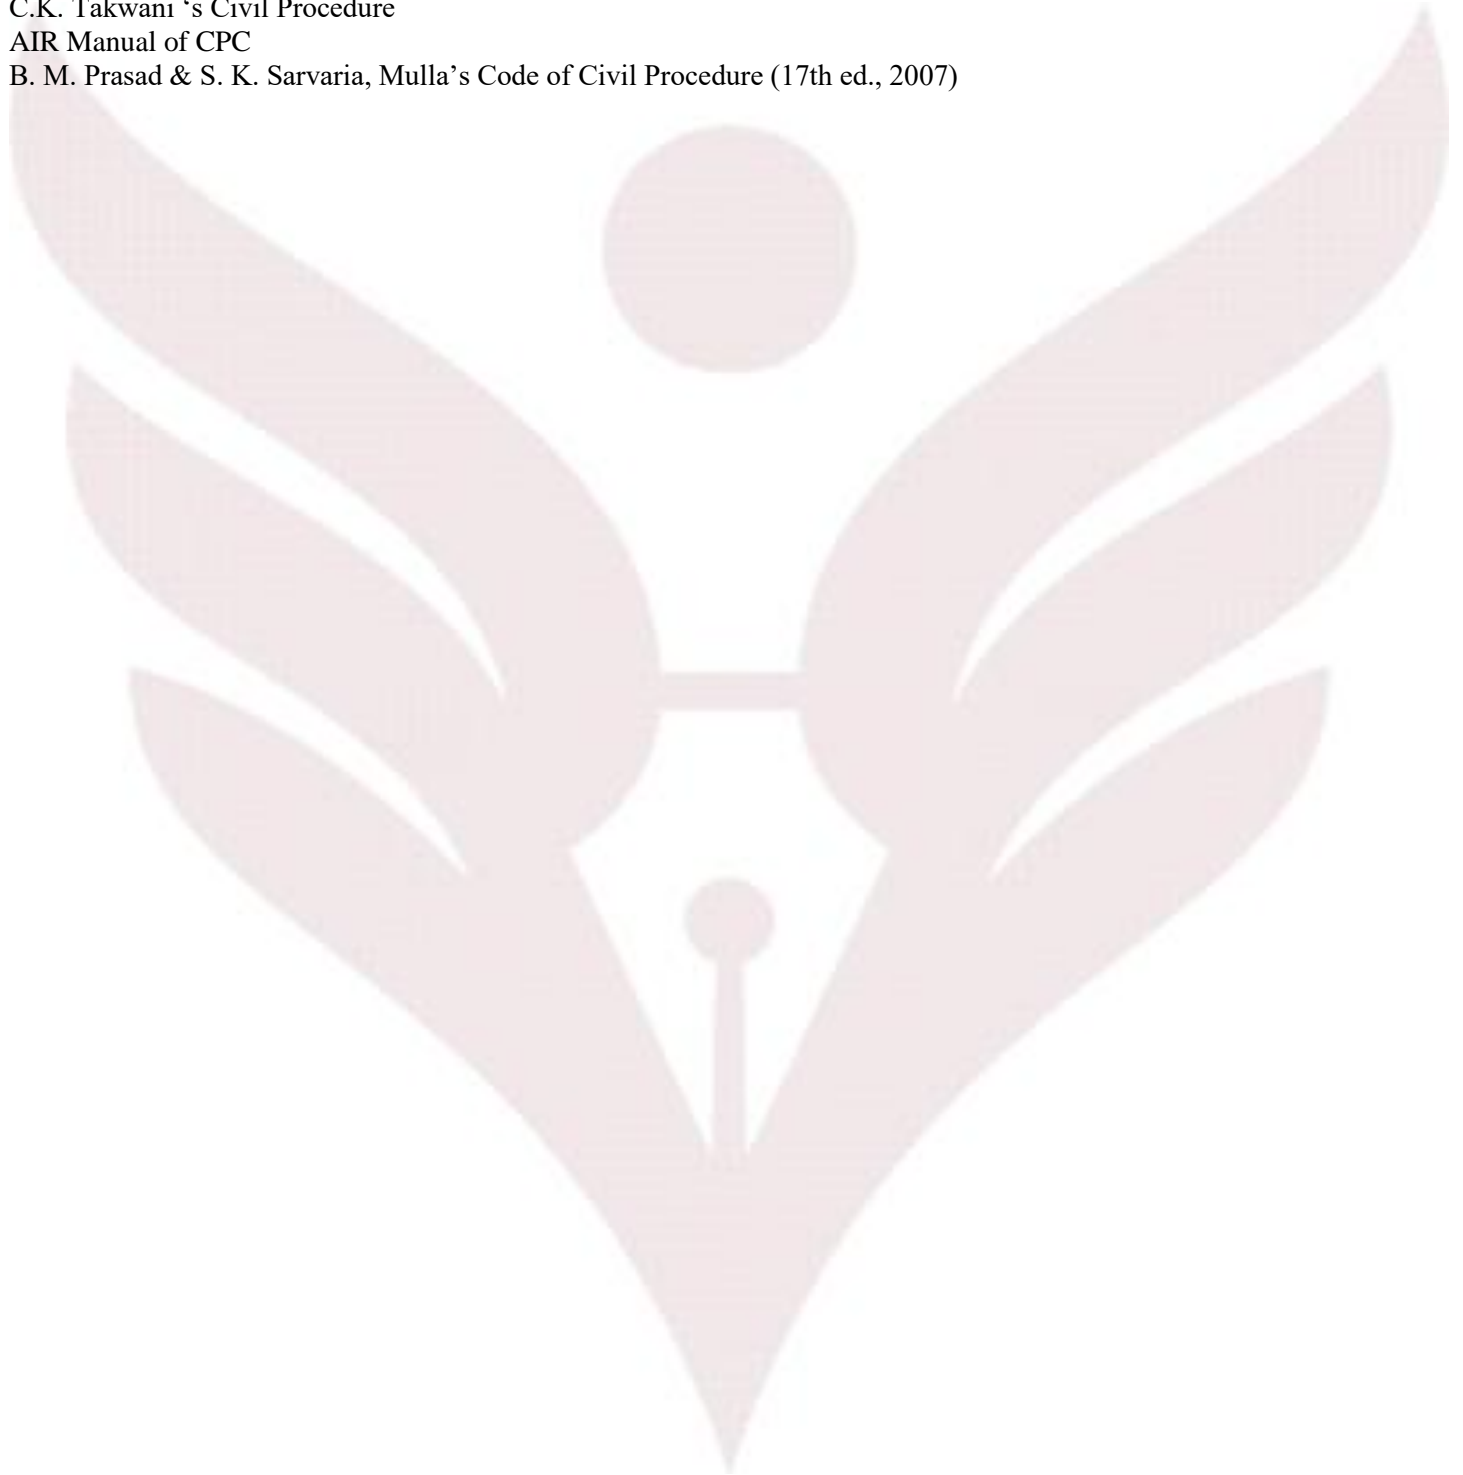 C.K. Takwani ‘s Civil Procedure
AIR Manual of CPC
B. M. Prasad & S. K. Sarvaria, Mulla’s Code of Civil Procedure (17th ed., 2007)